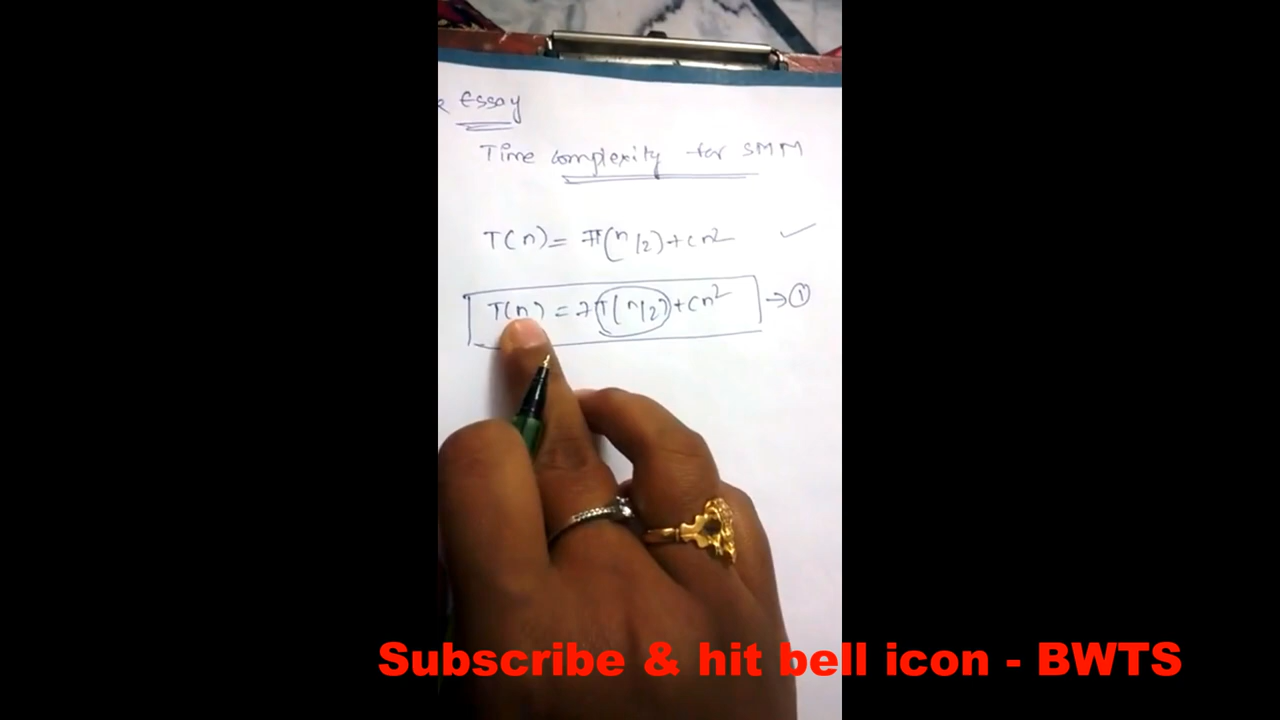 Essay
Time complexity for SMM
T(n) = 7T(n/2) + cn²
T(n) = 7T(n/2) + cn² → ①
Subscribe & hit bell icon - BWTS